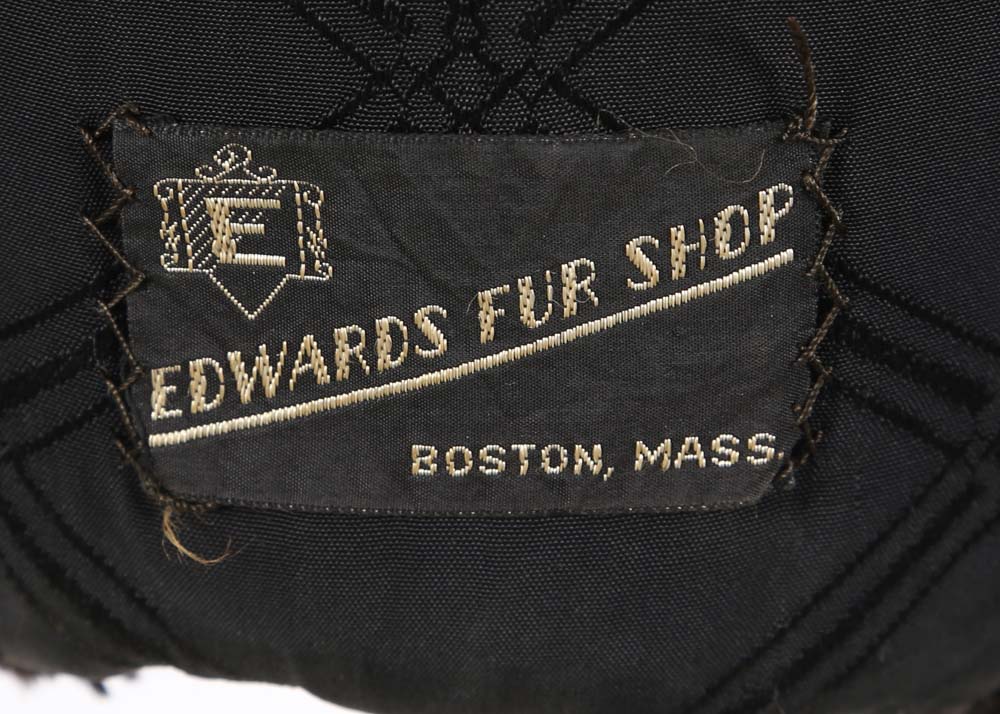 E
EDWARDS FUR SHOP
BOSTON, MASS.